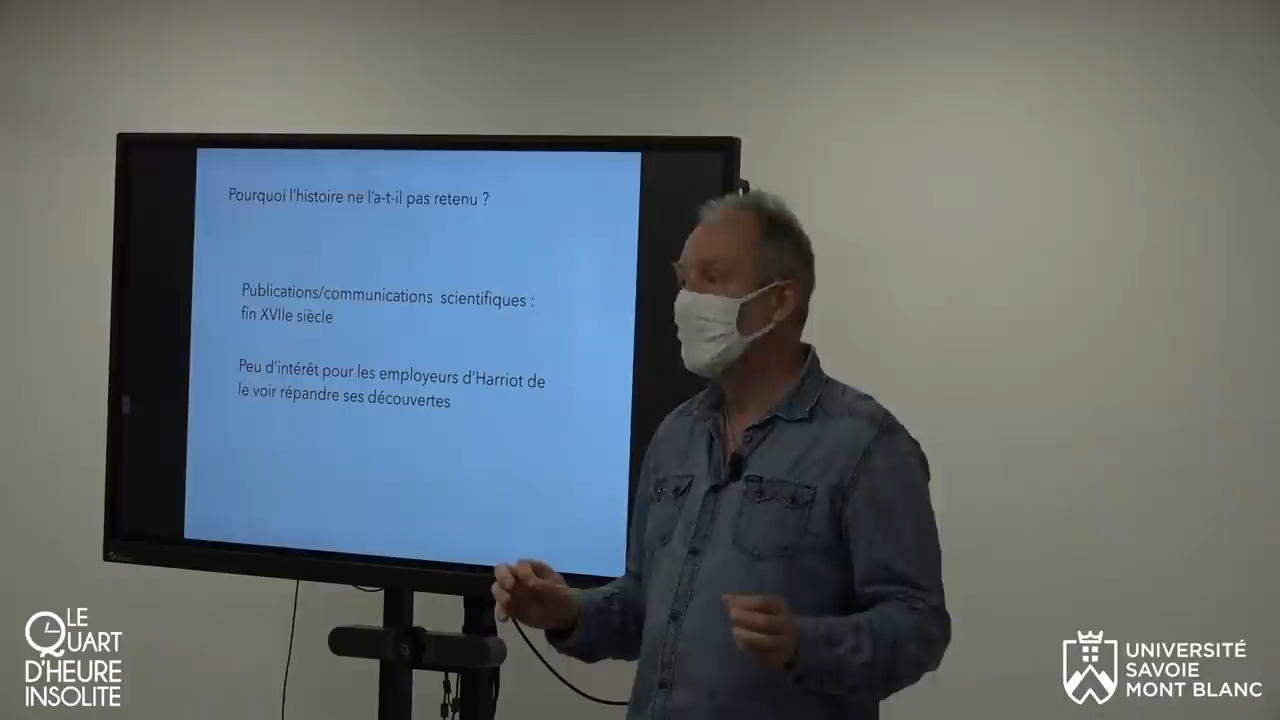 Pourquoi l'histoire ne l'a-t-il pas retenu ?
Publications/communications scientifiques :
fin XVIIe siècle
Peu d'intérêt pour les employeurs d'Harriot de
le voir répandre ses découvertes
LE
QUART
D'HEURE
INSOLITE
UNIVERSITÉ
SAVOIE
MONT BLANC